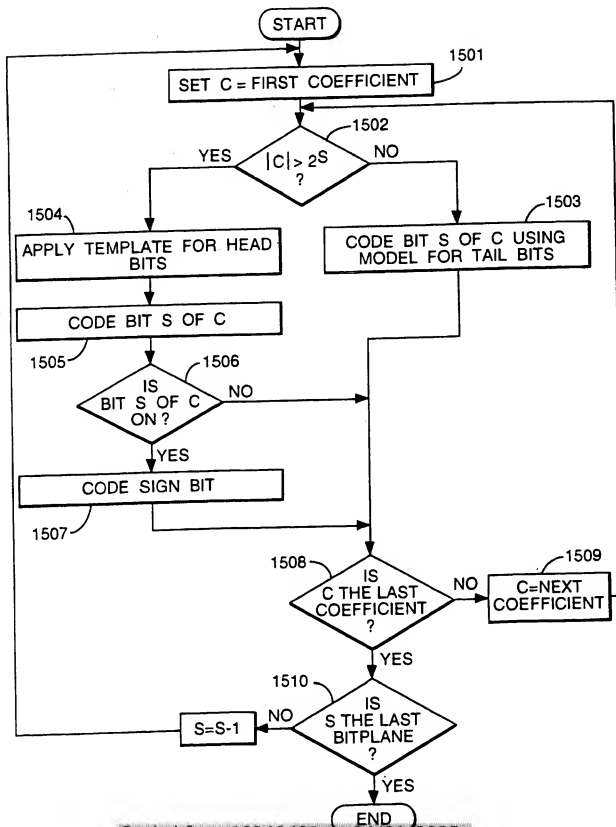 START
SET C = FIRST COEFFICIENT
1501
1502
|C| > 2^S
?
YES
NO
1504
APPLY TEMPLATE FOR HEAD
BITS
1503
CODE BIT S OF C USING
MODEL FOR TAIL BITS
CODE BIT S OF C
1505
1506
IS
BIT S OF C
ON ?
NO
YES
CODE SIGN BIT
1507
1508
IS
C THE LAST
COEFFICIENT
?
NO
1509
C=NEXT
COEFFICIENT
YES
1510
IS
S THE LAST
BITPLANE
?
NO
S=S-1
YES
END